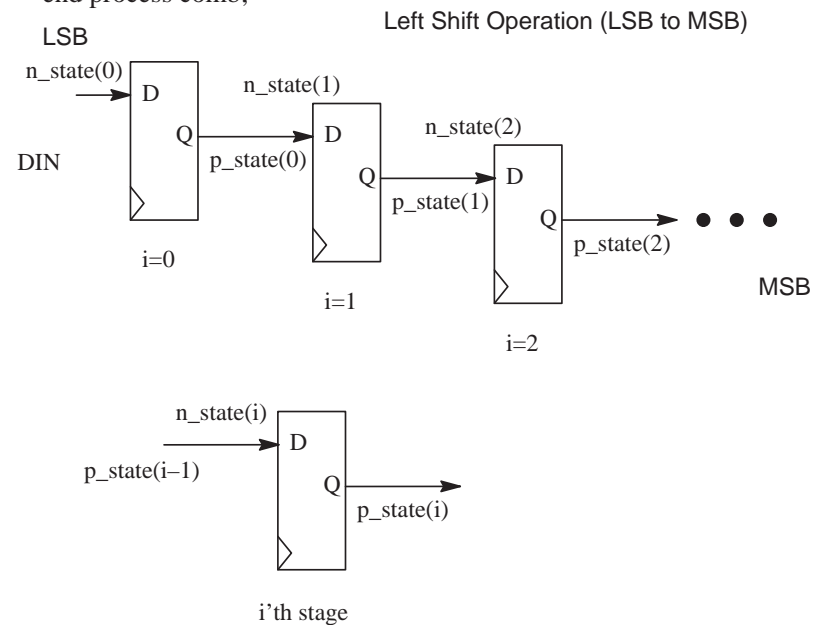 end process comb;
Left Shift Operation (LSB to MSB)
LSB
n_state(0)
D
Q
DIN
i=0
n_state(1)
p_state(0)
D
Q
i=1
n_state(2)
p_state(1)
D
Q
p_state(2)
i=2
MSB
n_state(i)
p_state(i–1)
D
Q
p_state(i)
i'th stage